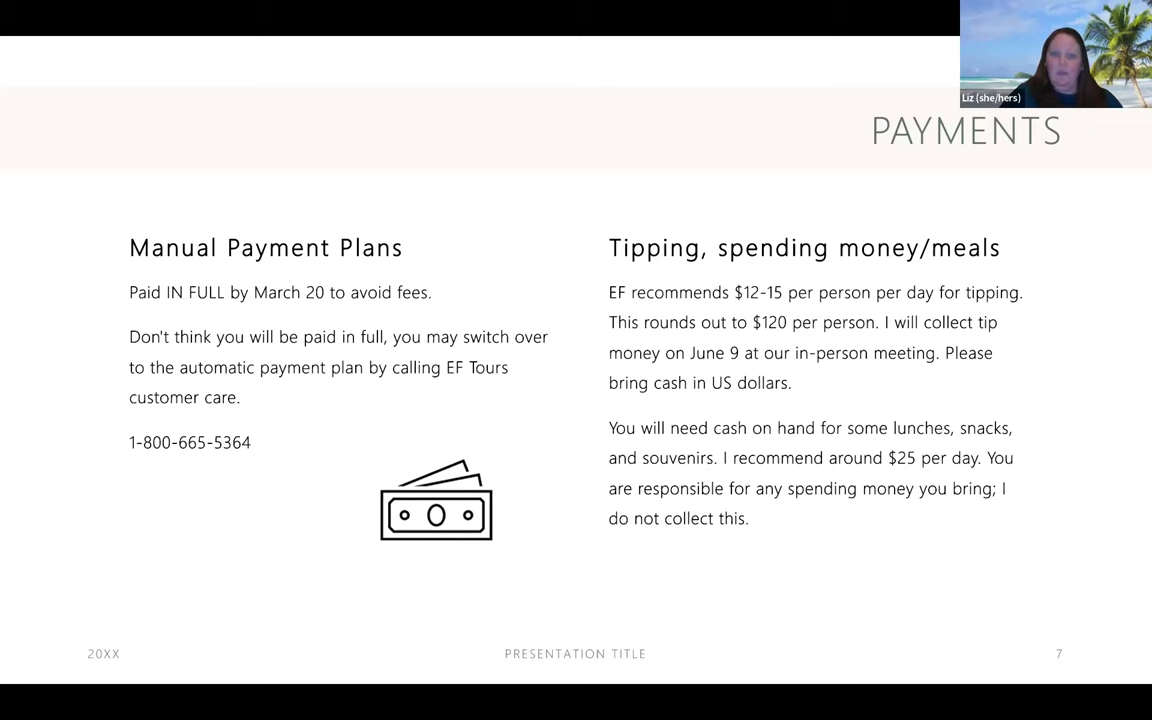 Liz (she/hers)
PAYMENTS
Manual Payment Plans
Paid IN FULL by March 20 to avoid fees.
Don't think you will be paid in full, you may switch over
to the automatic payment plan by calling EF Tours
customer care.
1-800-665-5364
Tipping, spending money/meals
EF recommends $12-15 per person per day for tipping.
This rounds out to $120 per person. I will collect tip
money on June 9 at our in-person meeting. Please
bring cash in US dollars.
You will need cash on hand for some lunches, snacks,
and souvenirs. I recommend around $25 per day. You
are responsible for any spending money you bring; I
do not collect this.
20XX
PRESENTATION TITLE
7